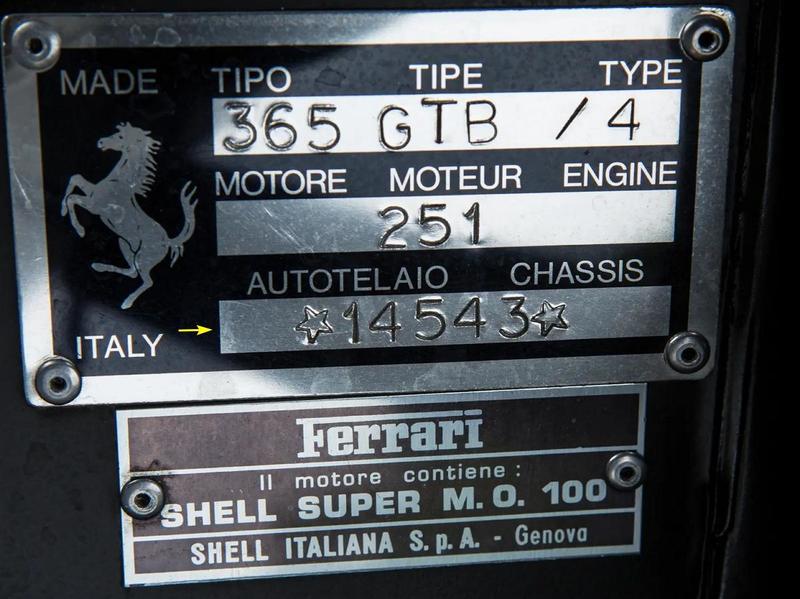 MADE TIPO TIPE TYPE
365 GTB /4
MOTORE MOTEUR ENGINE
251
AUTOTELAIO CHASSIS
☆14543☆
ITALY
Ferrari
Il motore contiene :
SHELL SUPER M.O. 100
SHELL ITALIANA S.p.A. - Genova